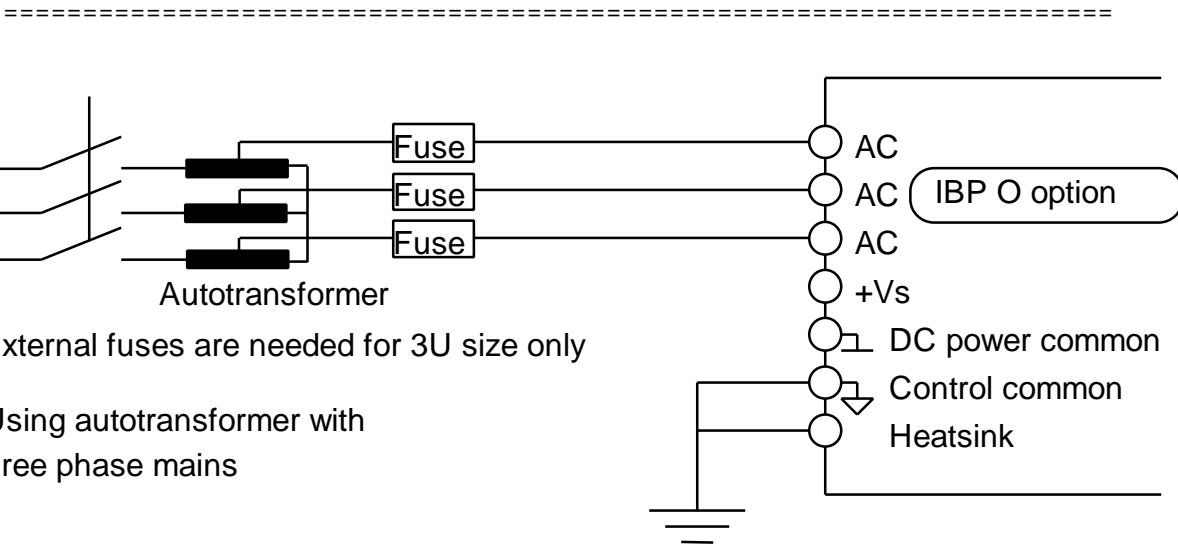 ====================================================================
Fuse
AC
Fuse
AC
IBP O option
Fuse
AC
Autotransformer
+Vs
xternal fuses are needed for 3U size only
DC power common
Control common
Using autotransformer with
Heatsink
ree phase mains